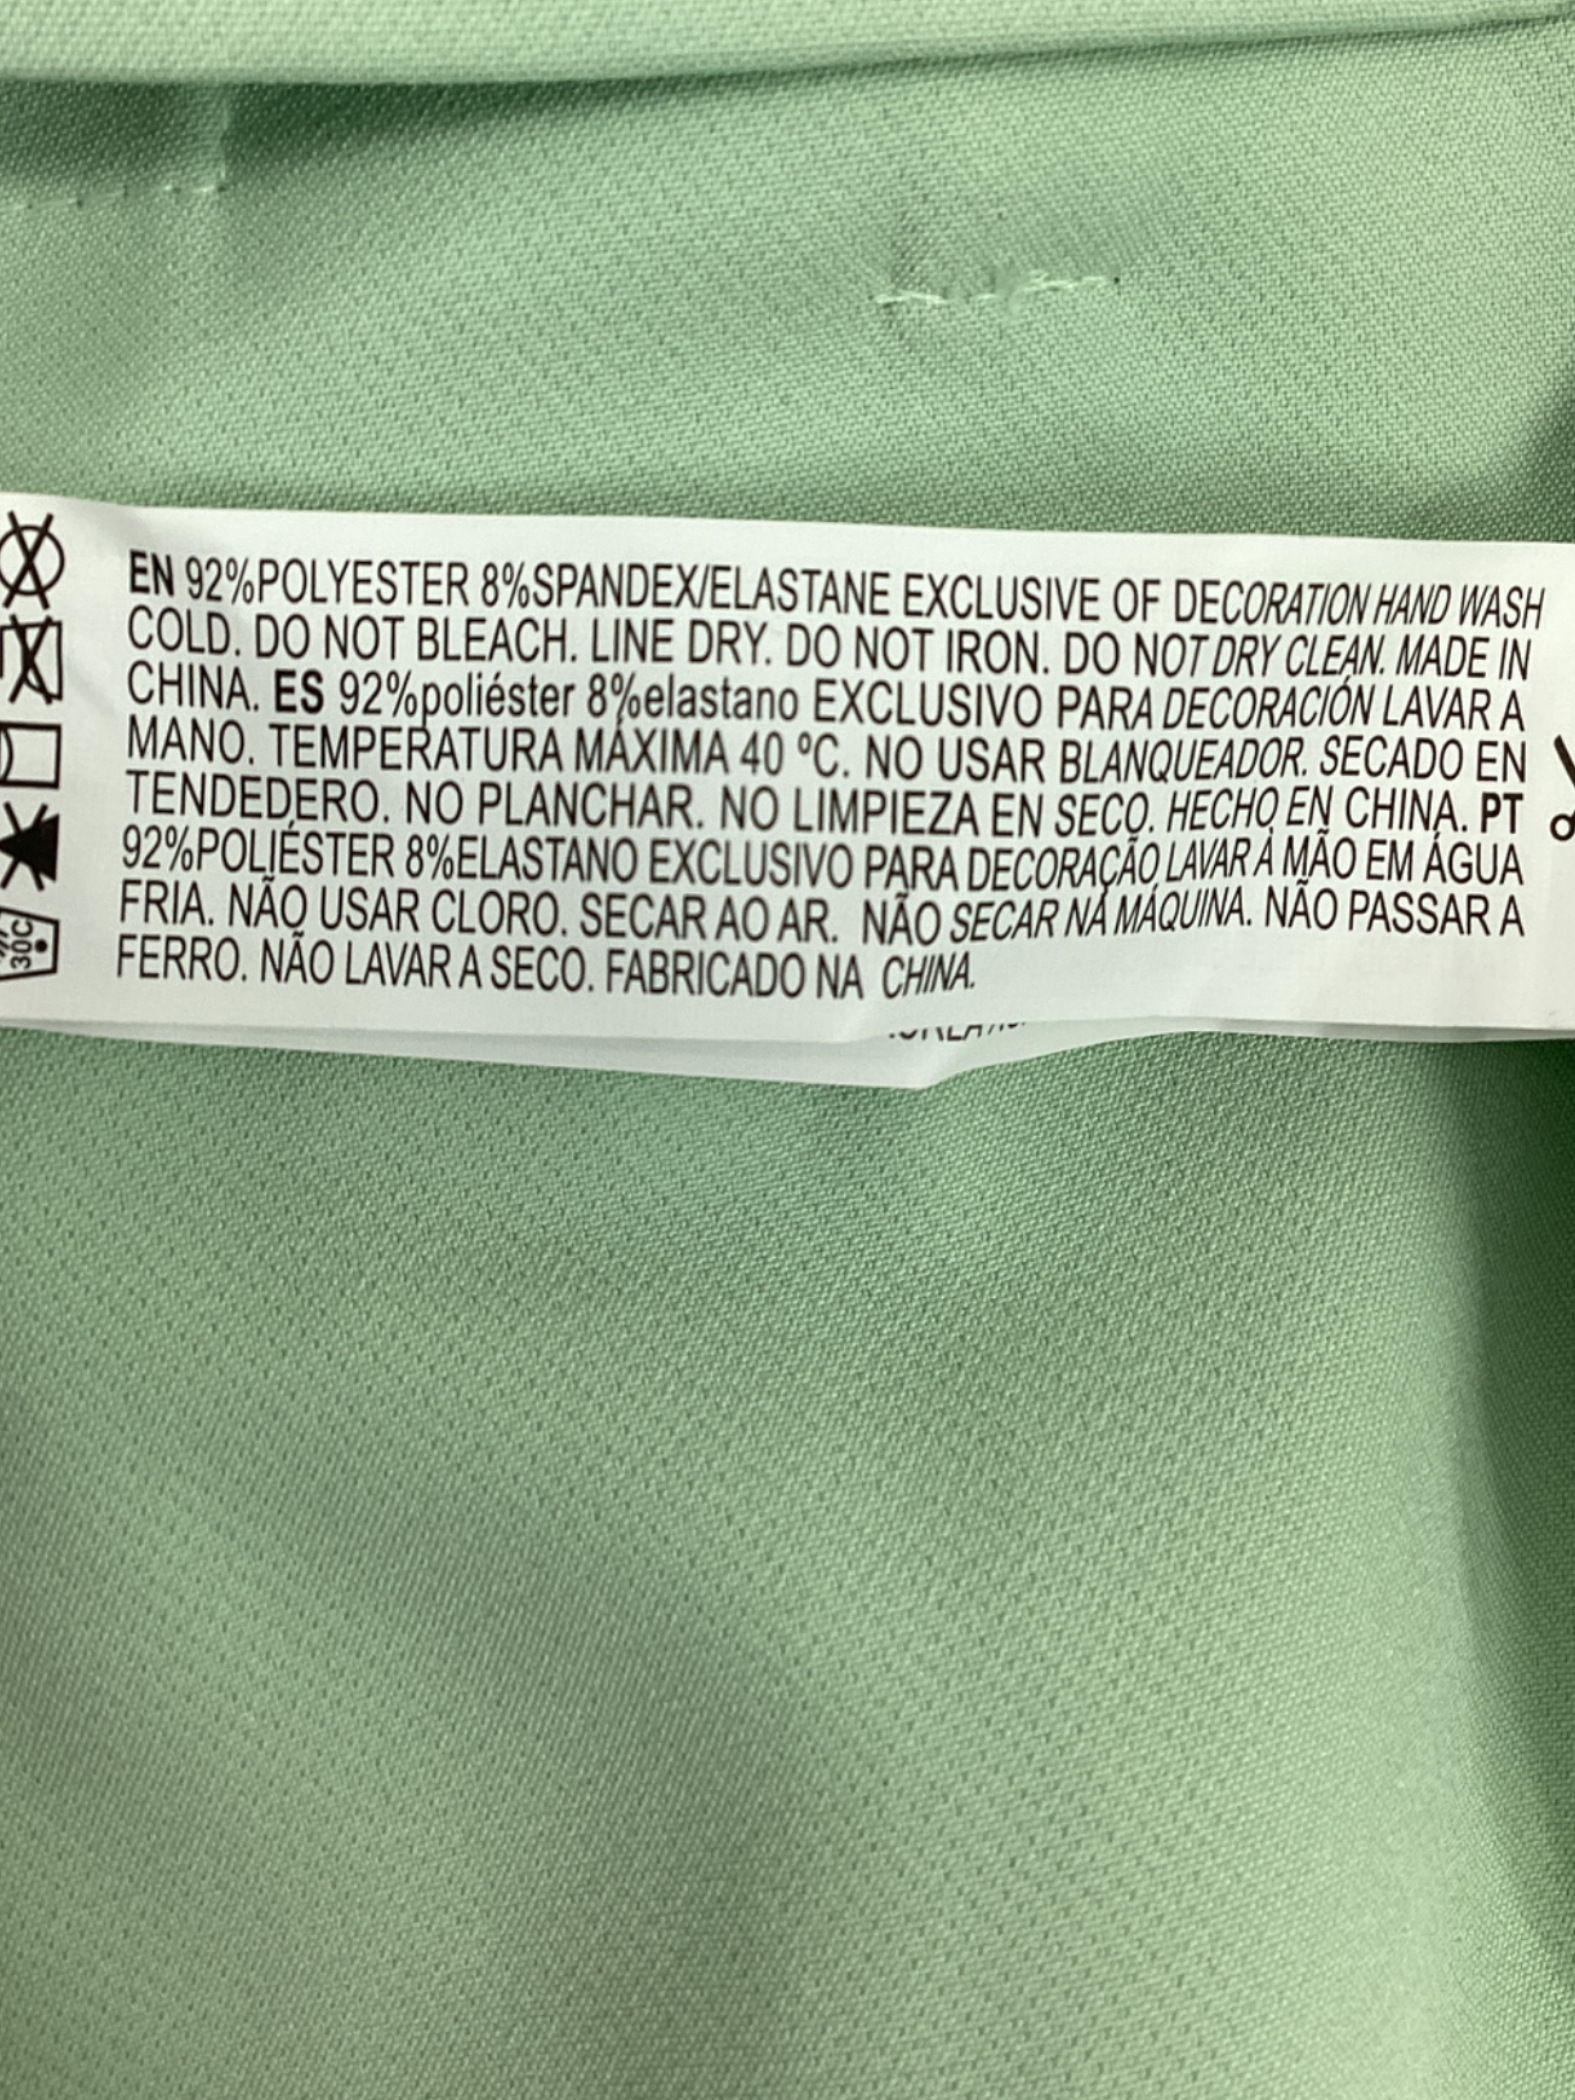 EN 92%POLYESTER 8%SPANDEX/ELASTANE EXCLUSIVE OF DECORATION HAND WASH
COLD. DO NOT BLEACH. LINE DRY. DO NOT IRON. DO NOT DRY CLEAN. MADE IN
CHINA. ES 92%poliéster 8%elastano EXCLUSIVO PARA DECORACIÓN LAVAR A
MANO. TEMPERATURA MÁXIMA 40 ºC. NO USAR BLANQUEADOR. SECADO EN
TENDEDERO. NO PLANCHAR. NO LIMPIEZA EN SECO. HECHO EN CHINA. PT
92%POLIÉSTER 8%ELASTANO EXCLUSIVO PARA DECORAÇÃO LAVAR À MÃO EM ÁGUA
FRIA. NÃO USAR CLORO. SECAR AO AR. NÃO SECAR NA MÁQUINA. NÃO PASSAR A
FERRO. NÃO LAVAR A SECO. FABRICADO NA CHINA.
30C